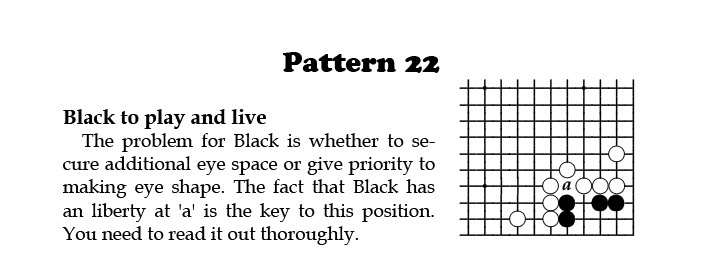 Pattern 22
Black to play and live
The problem for Black is whether to se-
cure additional eye space or give priority to
making eye shape. The fact that Black has
an liberty at 'a' is the key to this position.
You need to read it out thoroughly.
a